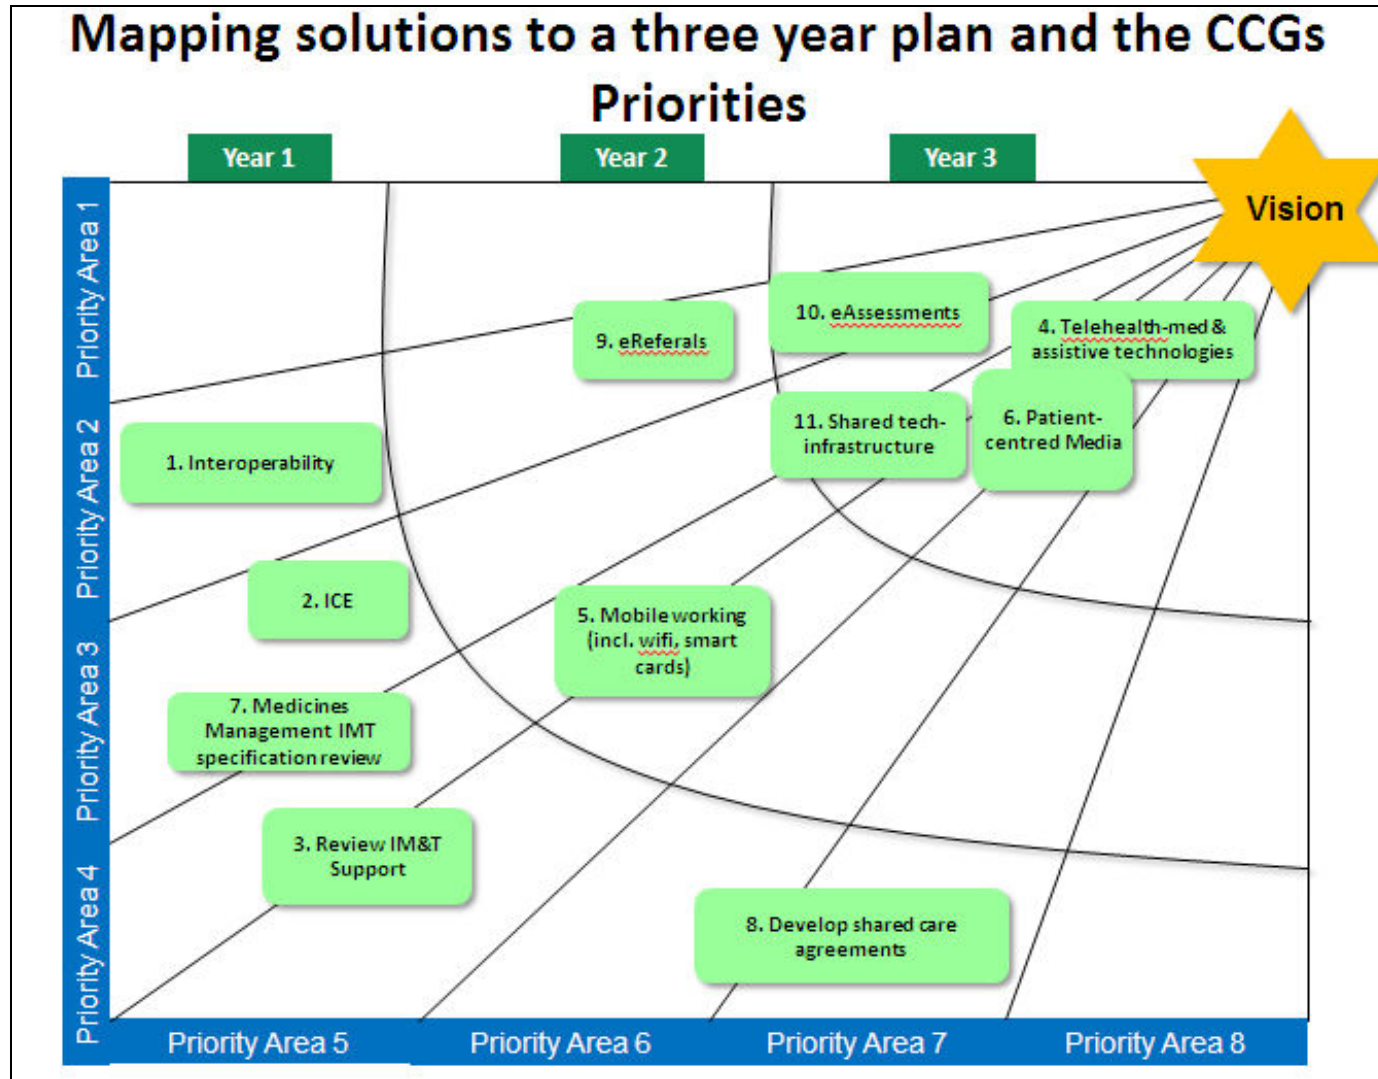 Mapping solutions to a three year plan and the CCGs
Priorities
Year 1
Year 2
Year 3
Vision
Priority Area 1
Priority Area 2
Priority Area 3
Priority Area 4
10. eAssessments
9. eReferals
4. Telehealth-med &
assistive technologies
11. Shared tech-
infrastructure
6. Patient-
centred Media
1. Interoperability
2. ICE
5. Mobile working
(incl. wifi, smart
cards)
7. Medicines
Management IMT
specification review
3. Review IM&T
Support
8. Develop shared care
agreements
Priority Area 5
Priority Area 6
Priority Area 7
Priority Area 8